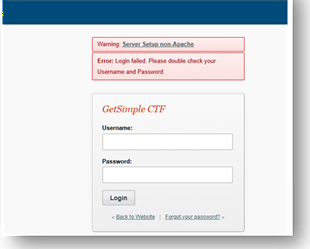 Warning: Server Setup non-Apache
Error: Login failed. Please double check your
Username and Password
GetSimple CTF
Username:
Password:
Login
« Back to Website | Forgot your password? »